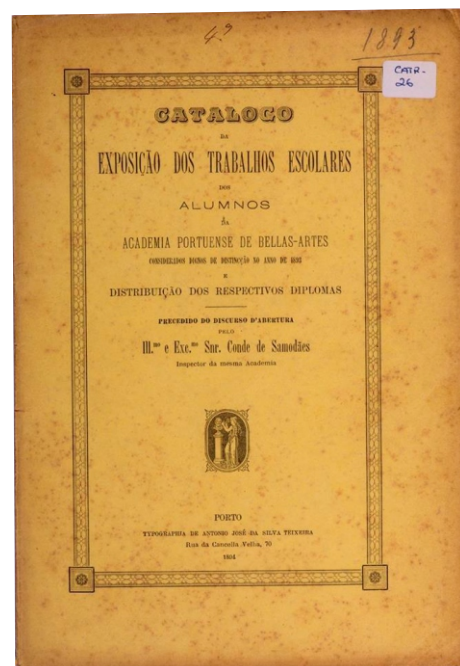 4.º
1893
CATR-
26
CATALOGO
DA
EXPOSIÇÃO DOS TRABALHOS ESCOLARES
DOS
ALUMNOS
DA
ACADEMIA PORTUENSE DE BELLAS-ARTES
CONSIDERADOS DIGNOS DE DISTINCÇÃO NO ANNO DE 1893
E
DISTRIBUIÇÃO DOS RESPECTIVOS DIPLOMAS
PRECEDIDO DO DISCURSO D'ABERTURA
PELO
Ill.mo e Exc.mo Snr. Conde de Samodães
Inspector da mesma Academia
PORTO
TYPOGRAPHIA DE ANTONIO JOSÉ DA SILVA TEIXEIRA
Rua da Cancella Velha, 70
1894